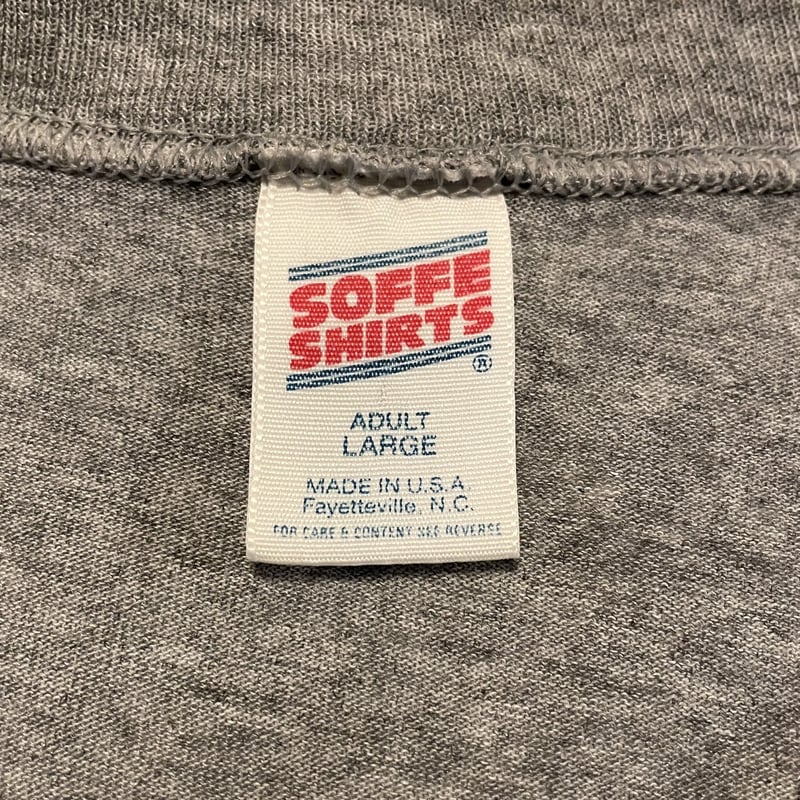 SOFFE
SHIRTS®
ADULT
LARGE
MADE IN U.S.A
Fayetteville, N.C.
FOR CARE & CONTENT SEE REVERSE